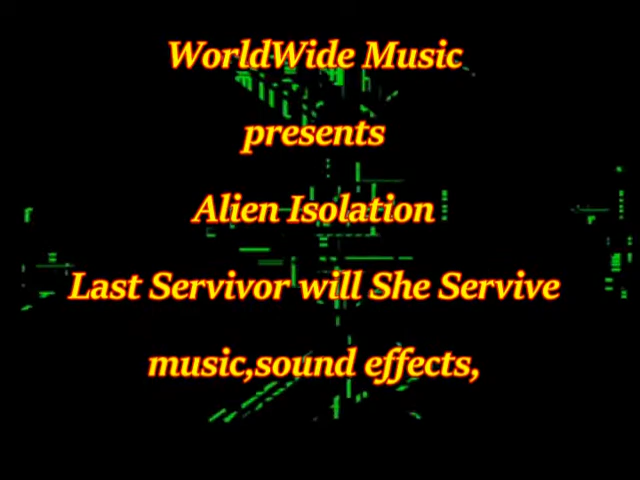 WorldWide Music
presents
Alien Isolation
Last Servivor will She Servive
music,sound effects,